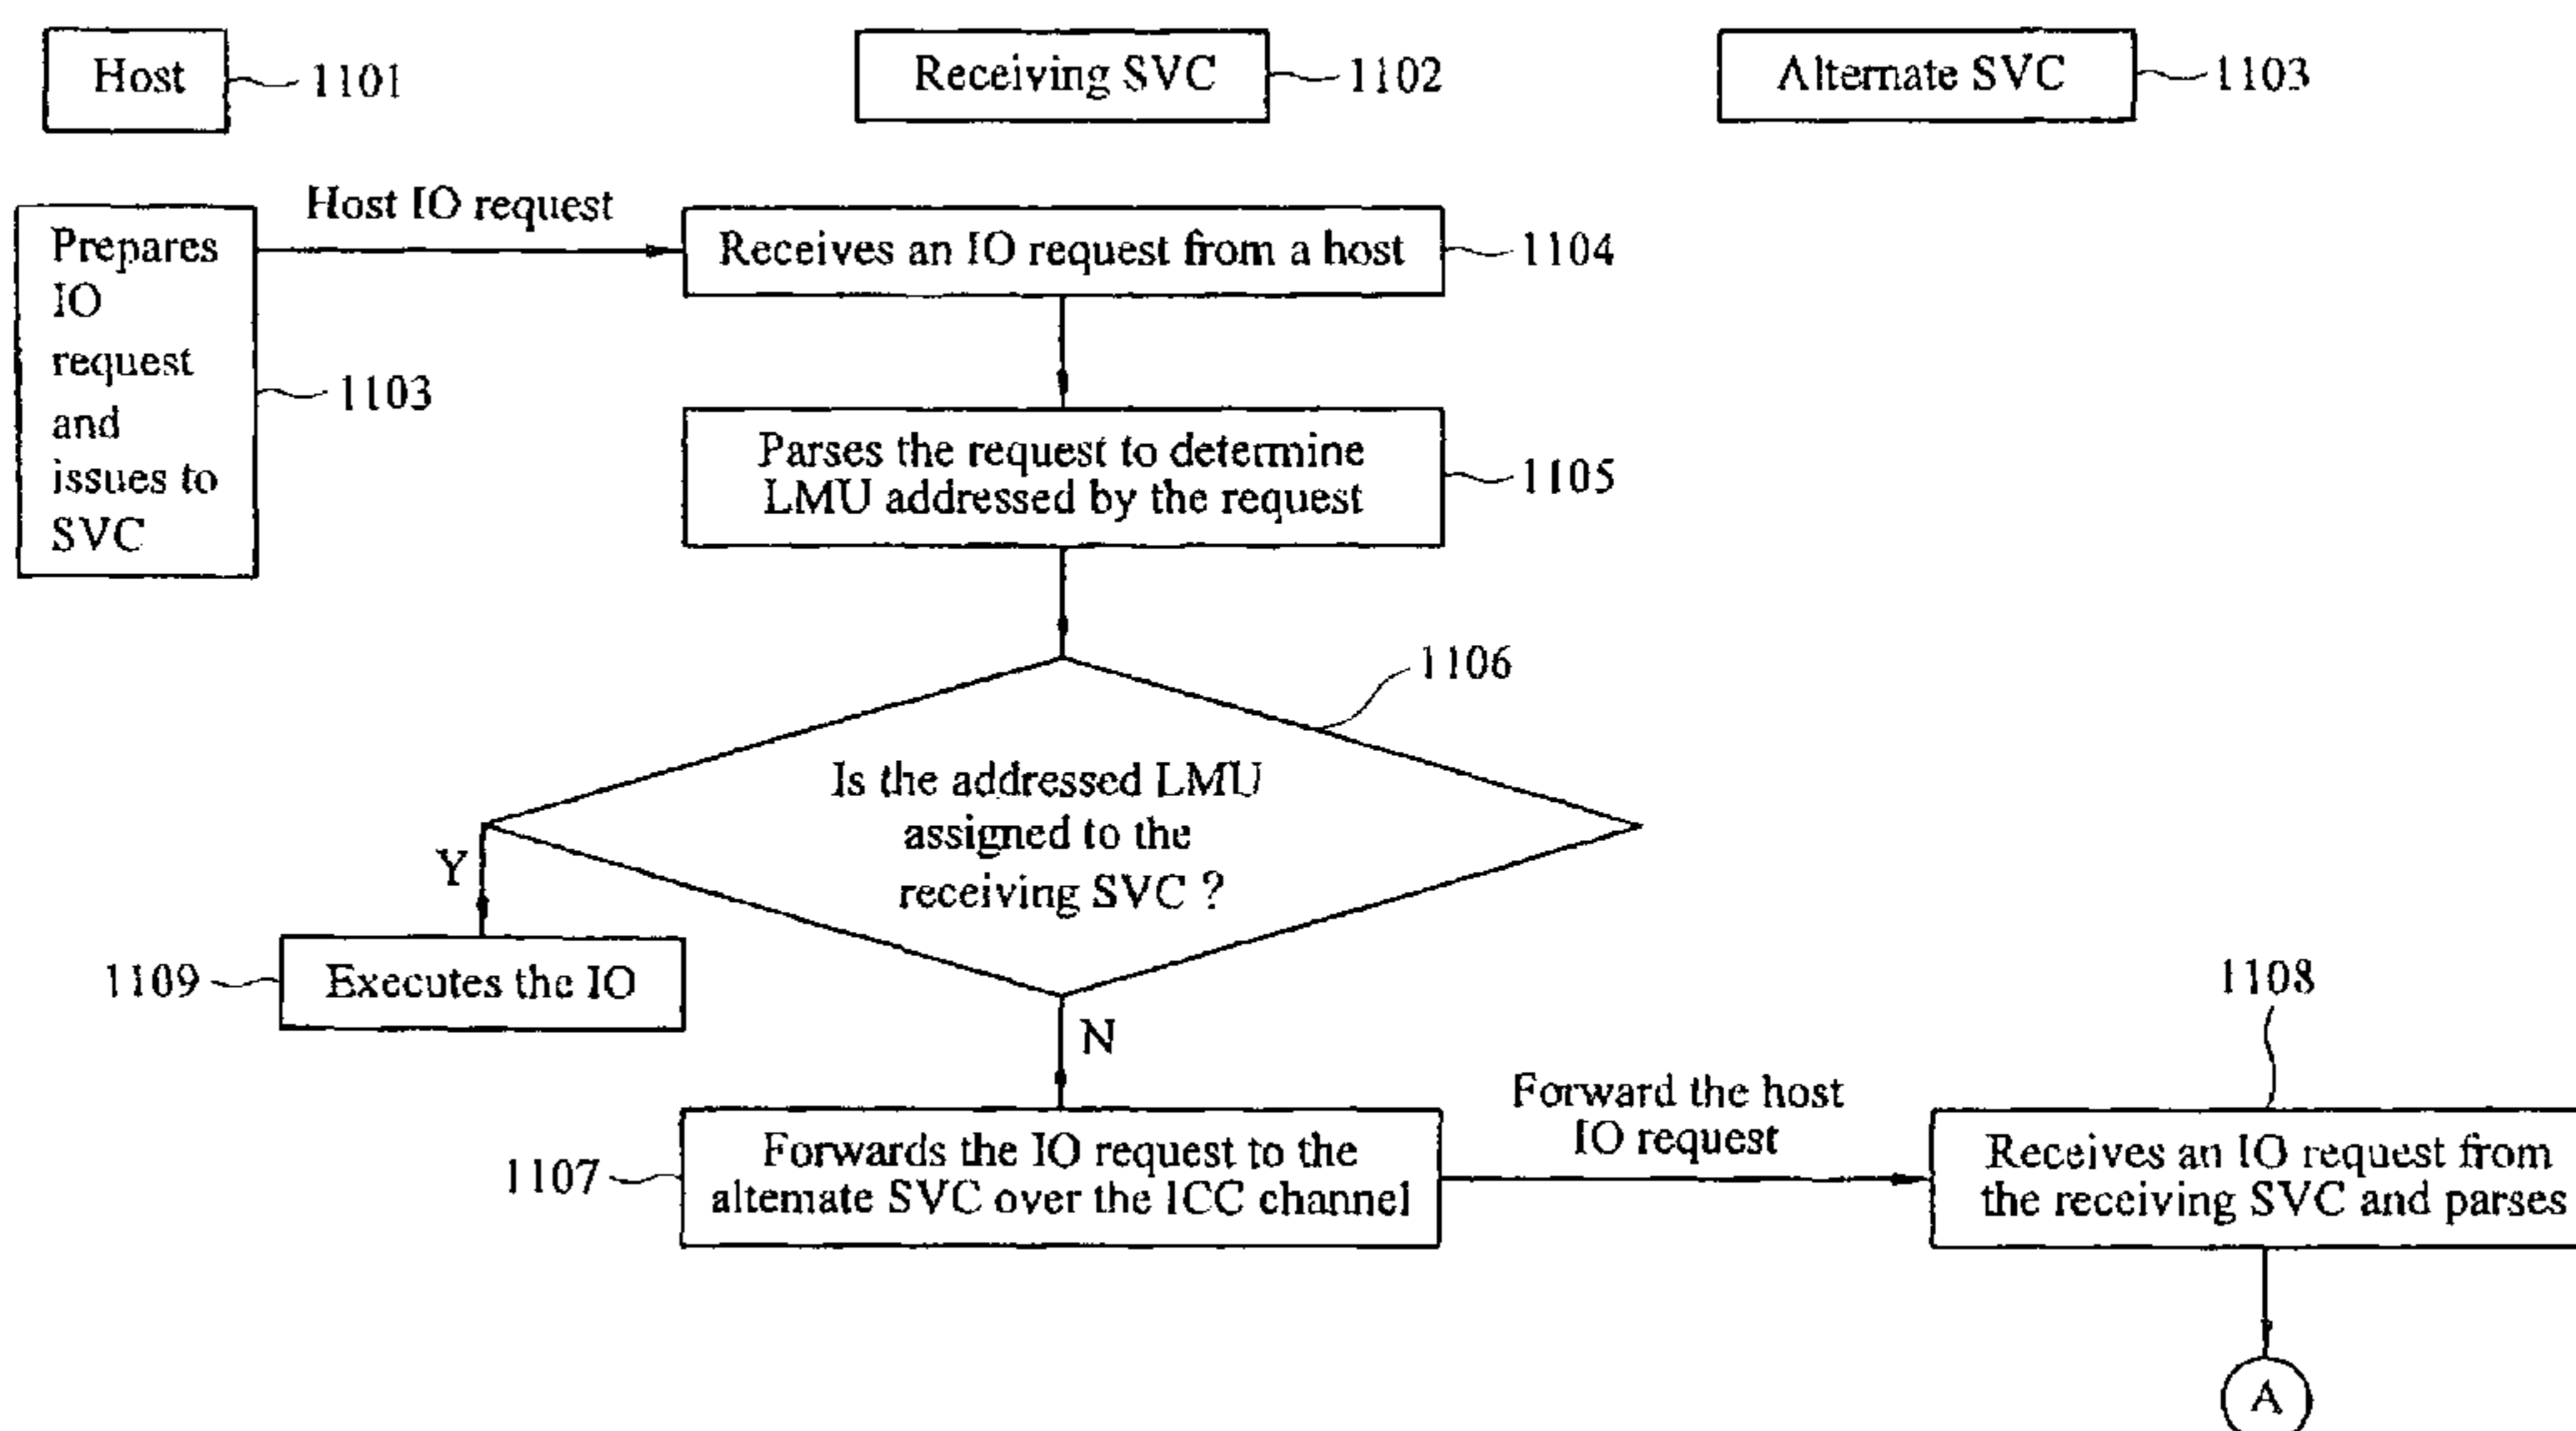 Host
1101
Receiving SVC
1102
Alternate SVC
1103
Host IO request
Prepares
IO
request
and
issues to
SVC
1103
Receives an IO request from a host
1104
Parses the request to determine
LMU addressed by the request
1105
1106
Is the addressed LMU
assigned to the
receiving SVC ?
Y
1109
Executes the IO
N
1107
Forwards the IO request to the
alternate SVC over the ICC channel
Forward the host
IO request
1108
Receives an IO request from
the receiving SVC and parses
A